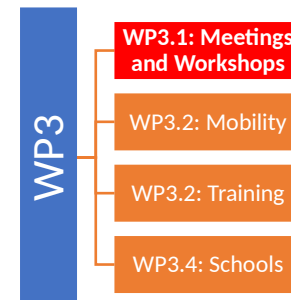 WP3
WP3.1: Meetings
and Workshops
WP3.2: Mobility
WP3.2: Training
WP3.4: Schools